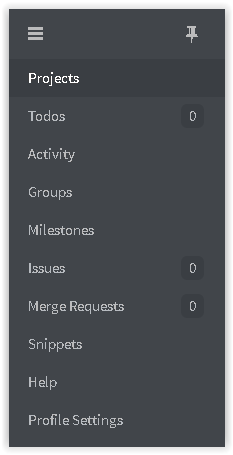 Projects
Todos 0
Activity
Groups
Milestones
Issues 0
Merge Requests 0
Snippets
Help
Profile Settings